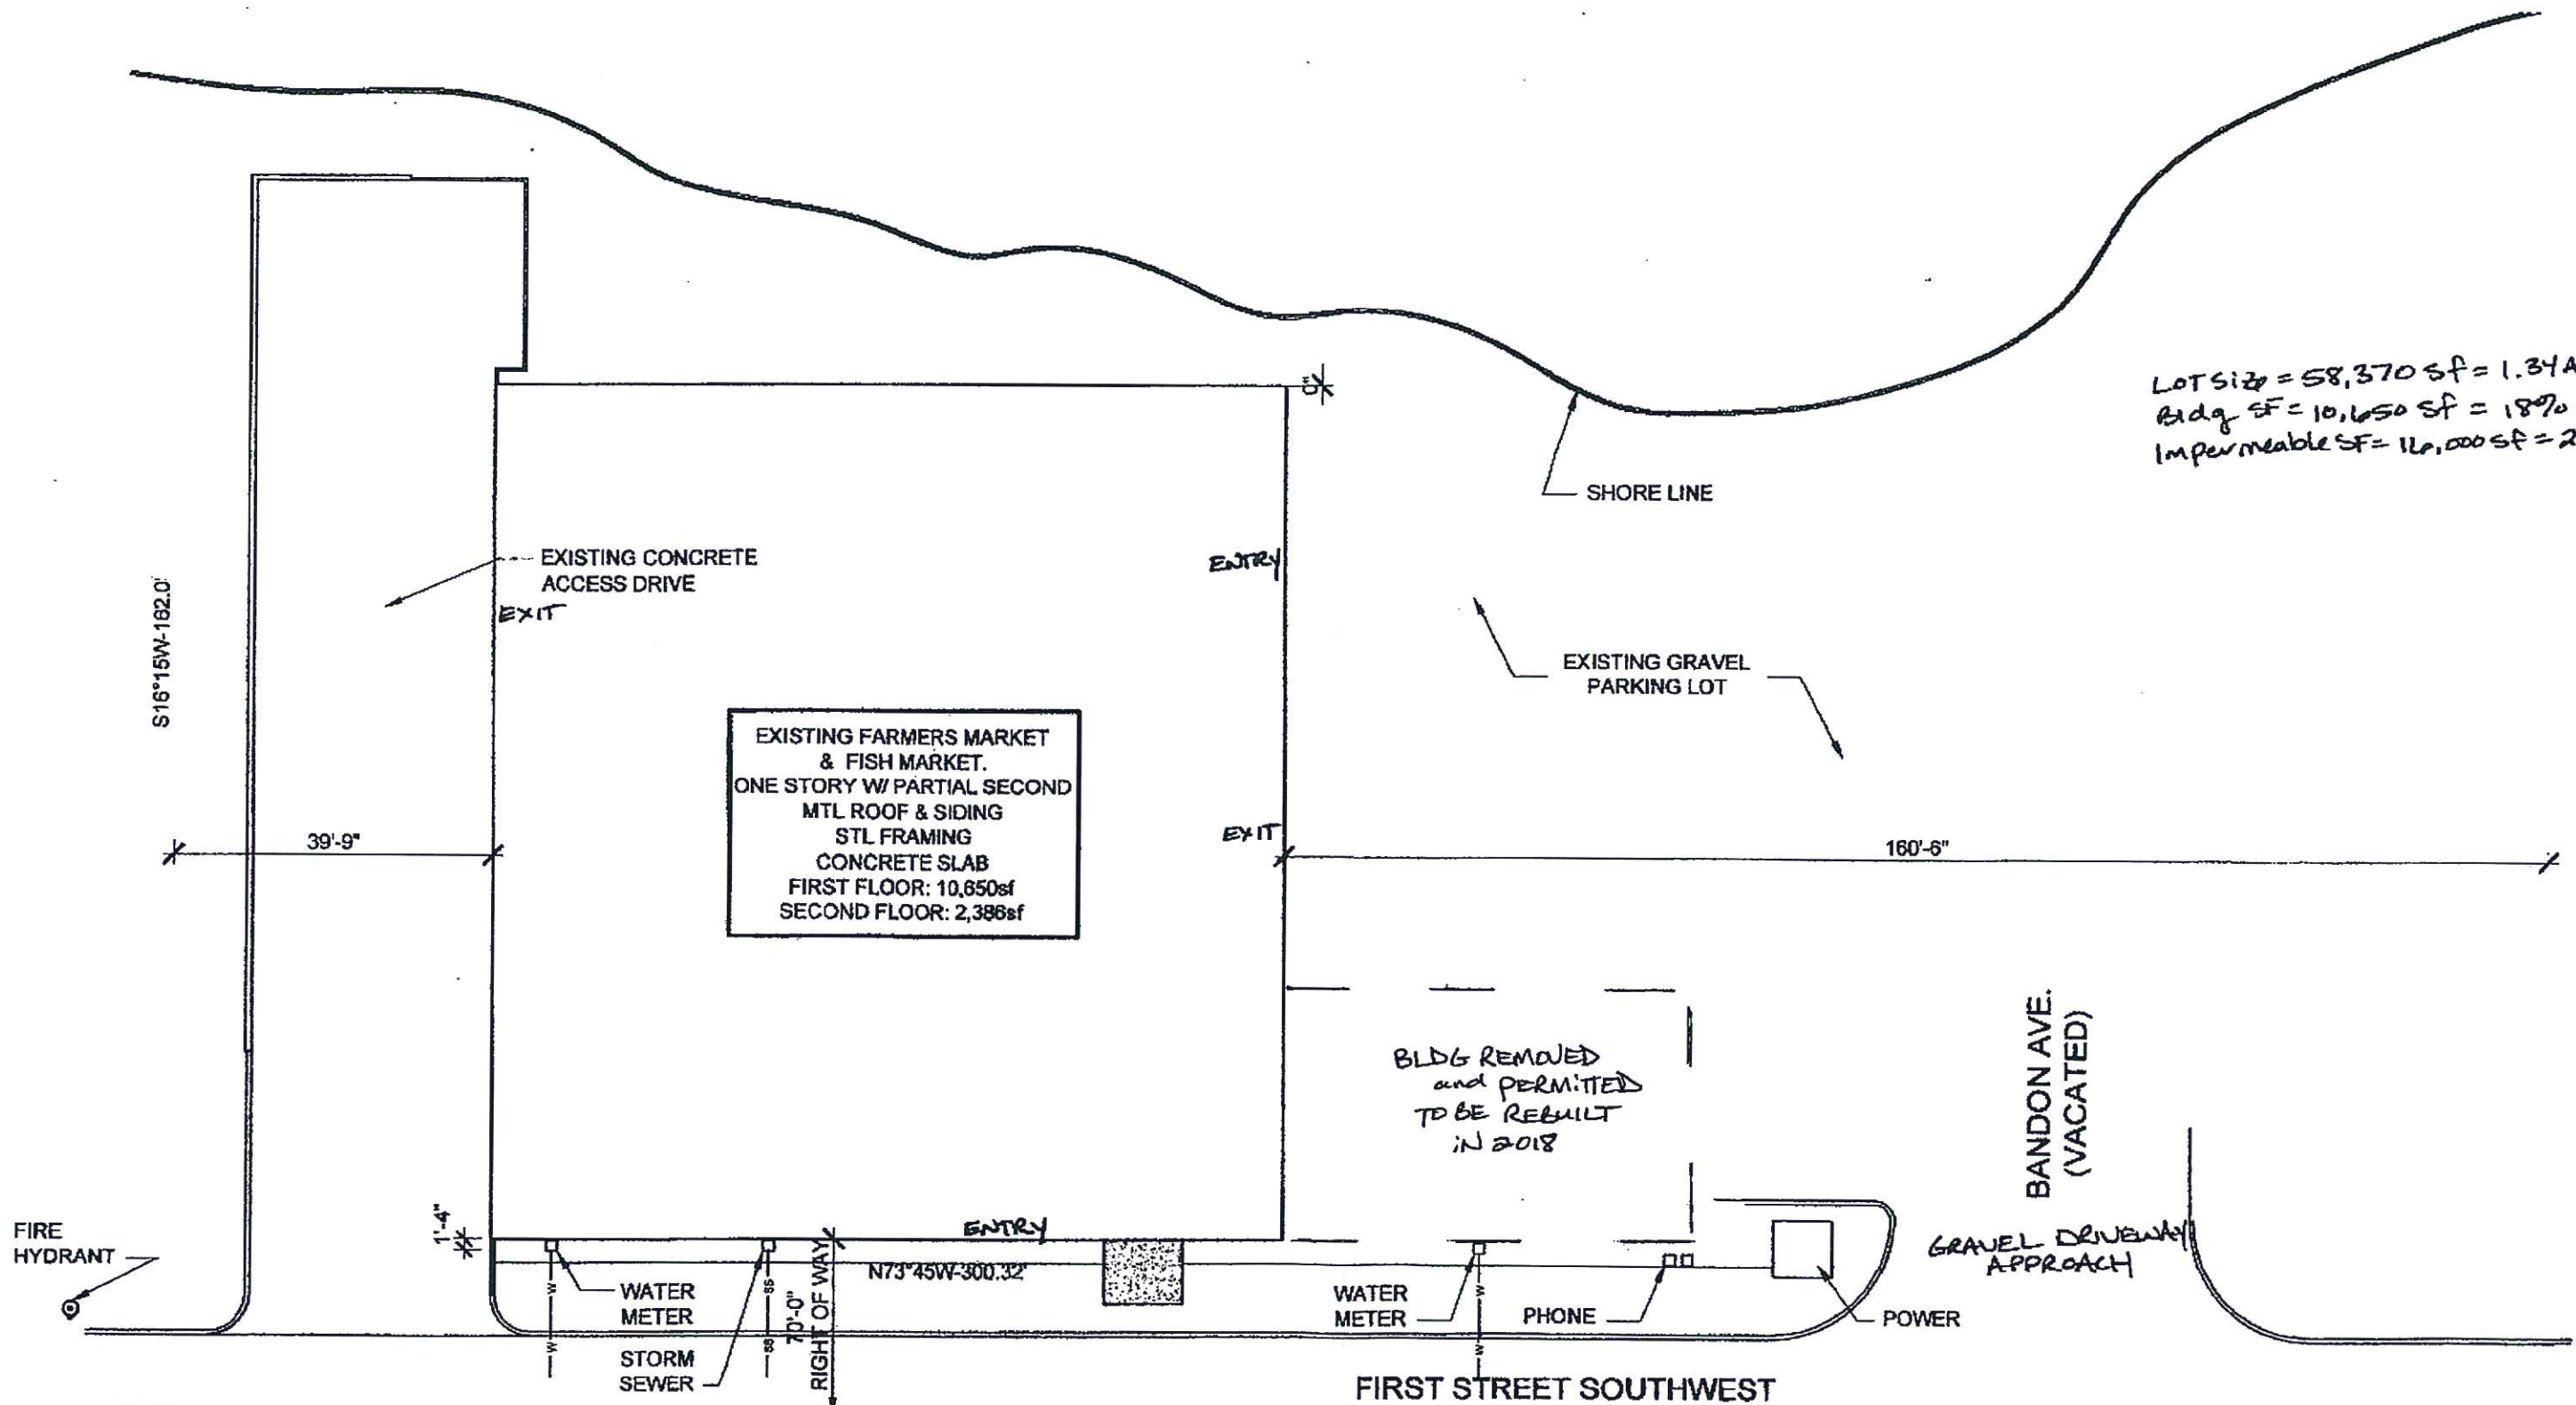 LOT Size = 58,370 Sf = 1.34 A
Bldg SF = 10,650 Sf = 18%
Impermeable SF = 16,000 Sf = 2
0"
SHORE LINE
EXISTING CONCRETE
ACCESS DRIVE
ENTRY
EXIT
S16°15W-162.0'
EXISTING GRAVEL
PARKING LOT
EXISTING FARMERS MARKET
& FISH MARKET.
ONE STORY W/ PARTIAL SECOND
MTL ROOF & SIDING
STL FRAMING
CONCRETE SLAB
FIRST FLOOR: 10,650sf
SECOND FLOOR: 2,386sf
39'-9"
EXIT
160'-6"
BLDG REMOVED
and PERMITTED
TO BE REBUILT
IN 2018
BANDON AVE.
(VACATED)
GRAVEL DRIVEWAY
APPROACH
FIRE
HYDRANT
1'-4"
ENTRY
N73°45W-300.32'
W
SS
W
WATER
METER
STORM
SEWER
W
SS
70'-0"
RIGHT OF WAY
WATER
METER
W
PHONE
POWER
FIRST STREET SOUTHWEST